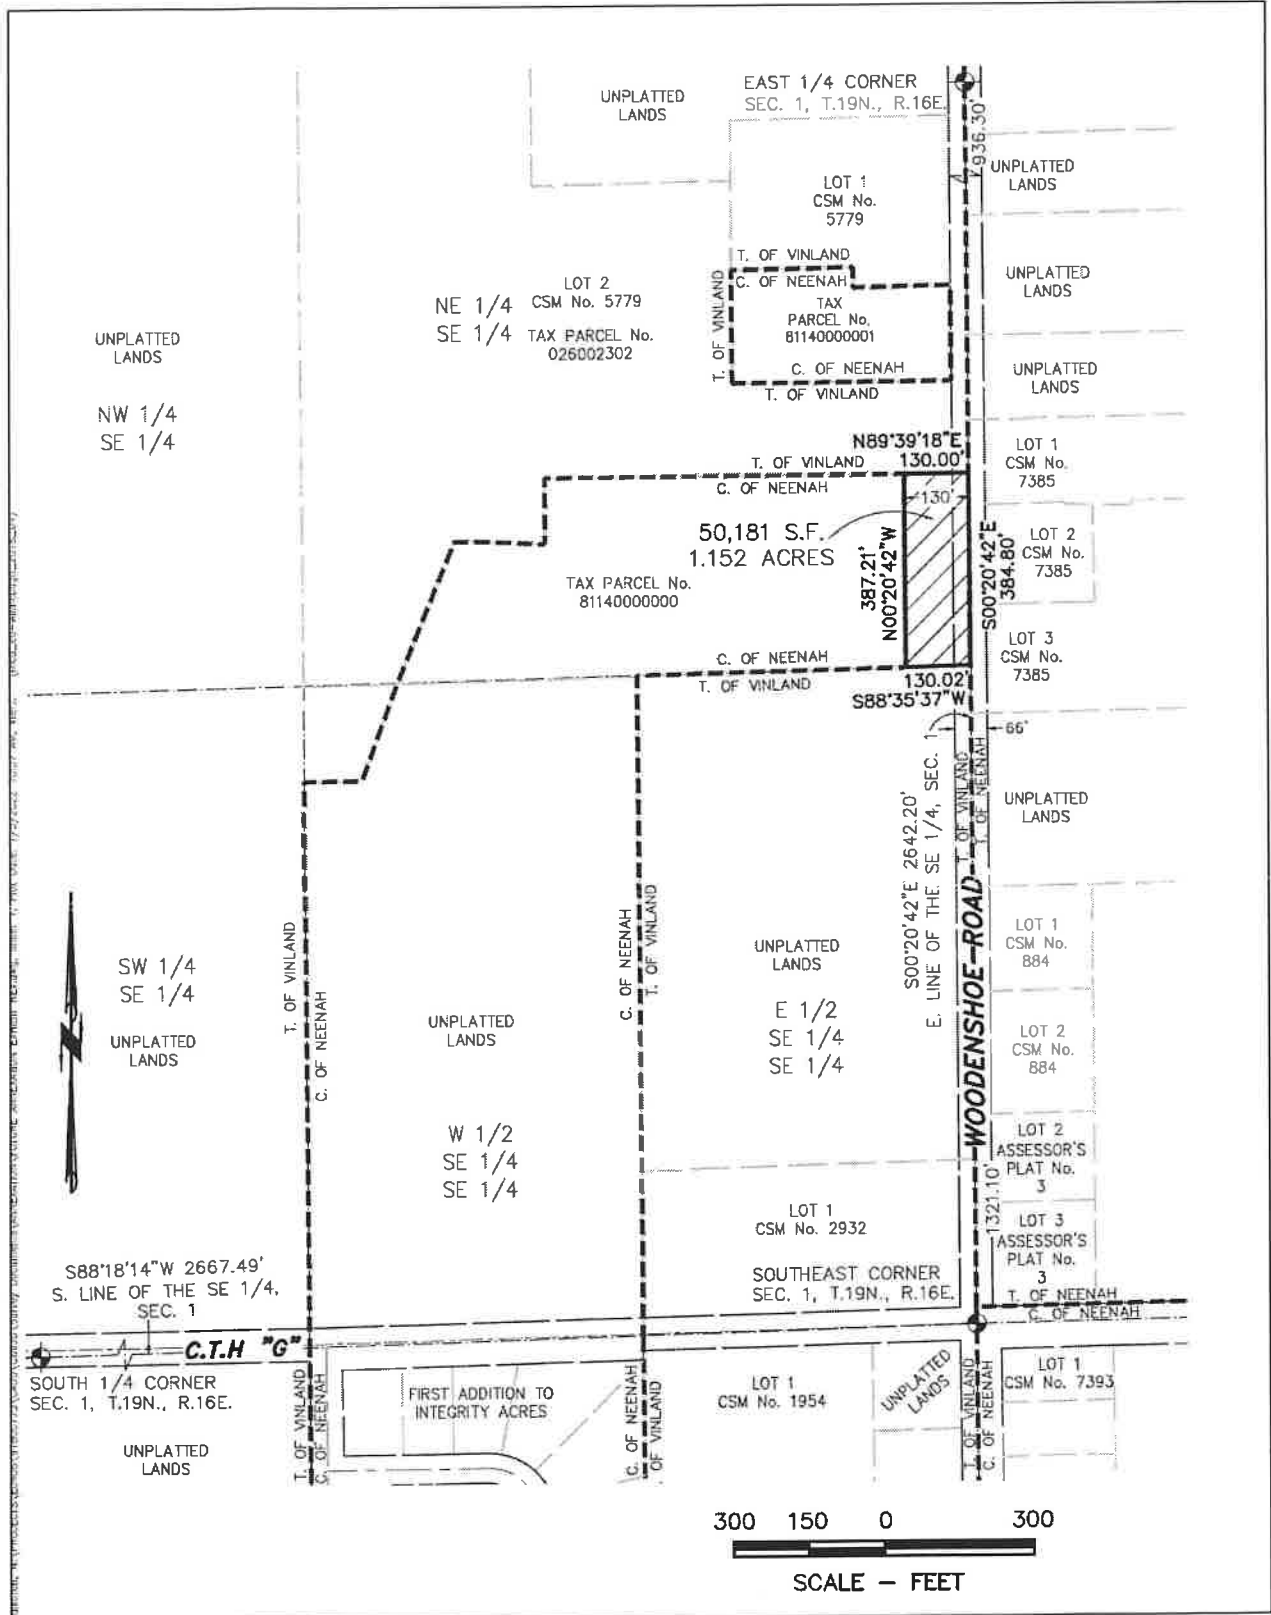 UNPLATTED
LANDS
EAST 1/4 CORNER
SEC. 1, T.19N., R.16E.
936.30'
UNPLATTED
LANDS
LOT 1
CSM No.
5779
T. OF VINLAND
C. OF NEENAH
T. OF VINLAND
TAX
PARCEL No.
81140000001
C. OF NEENAH
T. OF VINLAND
UNPLATTED
LANDS
UNPLATTED
LANDS
UNPLATTED
LANDS
NW 1/4
SE 1/4
NE 1/4
SE 1/4
LOT 2
CSM No. 5779
TAX PARCEL No.
026002302
N89°39'18"E
130.00'
T. OF VINLAND
C. OF NEENAH
130'
50,181 S.F.
1.152 ACRES
387.21'
N00°20'42"W
S00°20'42"E
384.80'
LOT 1
CSM No.
7385
LOT 2
CSM No.
7385
LOT 3
CSM No.
7385
TAX PARCEL No.
81140000000
C. OF NEENAH
T. OF VINLAND
130.02'
S88°35'37"W
66'
T. OF VINLAND
T. OF NEENAH
UNPLATTED
LANDS
S00°20'42"E 2642.20'
E. LINE OF THE SE 1/4, SEC. 1
WOODENSHOE ROAD
SW 1/4
SE 1/4
UNPLATTED
LANDS
T. OF VINLAND
C. OF NEENAH
UNPLATTED
LANDS
W 1/2
SE 1/4
SE 1/4
C. OF NEENAH
T. OF VINLAND
UNPLATTED
LANDS
E 1/2
SE 1/4
SE 1/4
LOT 1
CSM No.
884
LOT 2
CSM No.
884
LOT 2
ASSESSOR'S
PLAT No.
3
1321.10'
LOT 3
ASSESSOR'S
PLAT No.
3
T. OF NEENAH
C. OF NEENAH
LOT 1
CSM No. 2932
SOUTHEAST CORNER
SEC. 1, T.19N., R.16E.
S88°18'14"W 2667.49'
S. LINE OF THE SE 1/4,
SEC. 1
C.T.H "G"
SOUTH 1/4 CORNER
SEC. 1, T.19N., R.16E.
UNPLATTED
LANDS
T. OF VINLAND
C. OF NEENAH
FIRST ADDITION TO
INTEGRITY ACRES
C. OF NEENAH
T. OF VINLAND
LOT 1
CSM No. 1954
UNPLATTED
LANDS
T. OF VINLAND
C. OF NEENAH
LOT 1
CSM No. 7393
300 150 0 300
SCALE – FEET